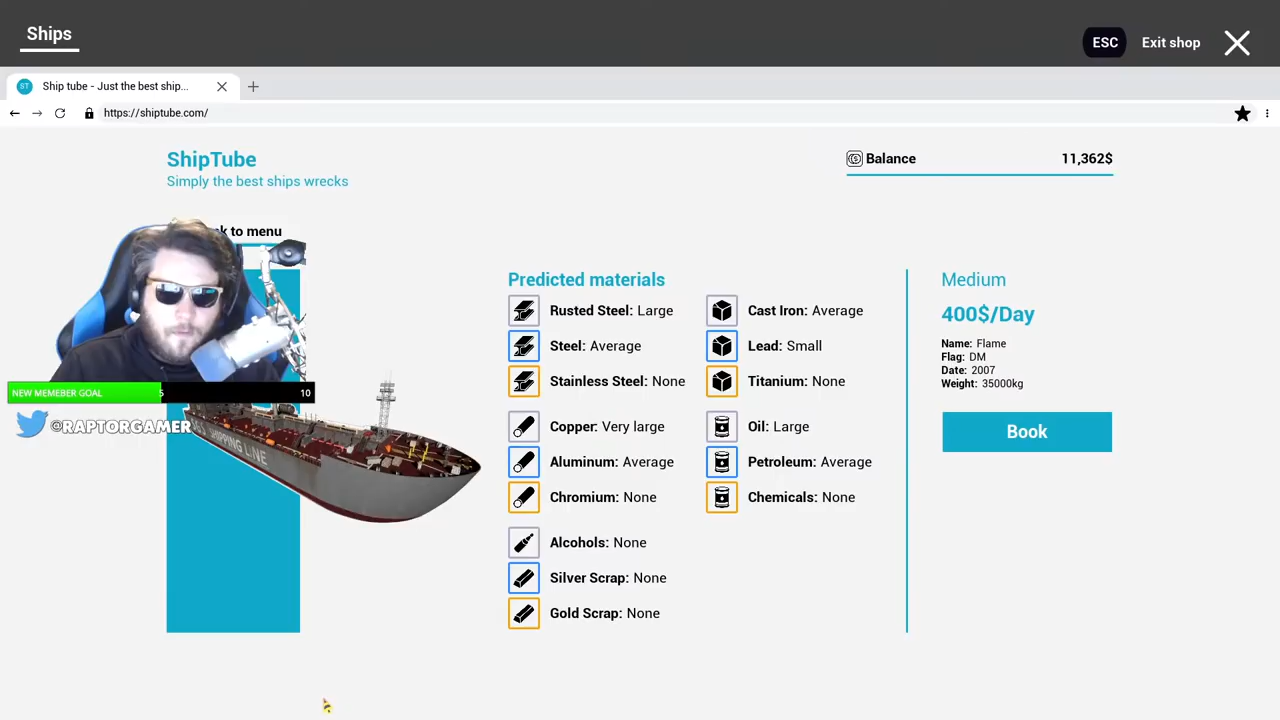 Ships
ESC Exit shop
ST Ship tube - Just the best ship...
https://shiptube.com/
ShipTube
Simply the best ships wrecks
Balance 11,362$
to menu
Predicted materials
Rusted Steel: Large
Cast Iron: Average
Steel: Average
Lead: Small
Stainless Steel: None
Titanium: None
Copper: Very large
Oil: Large
Aluminum: Average
Petroleum: Average
Chromium: None
Chemicals: None
Alcohols: None
Silver Scrap: None
Gold Scrap: None
Medium
400$/Day
Name: Flame
Flag: DM
Date: 2007
Weight: 35000kg
Book
NEW MEMEBER GOAL 5 10
@RAPTORGAMER
SHIPPING LINE